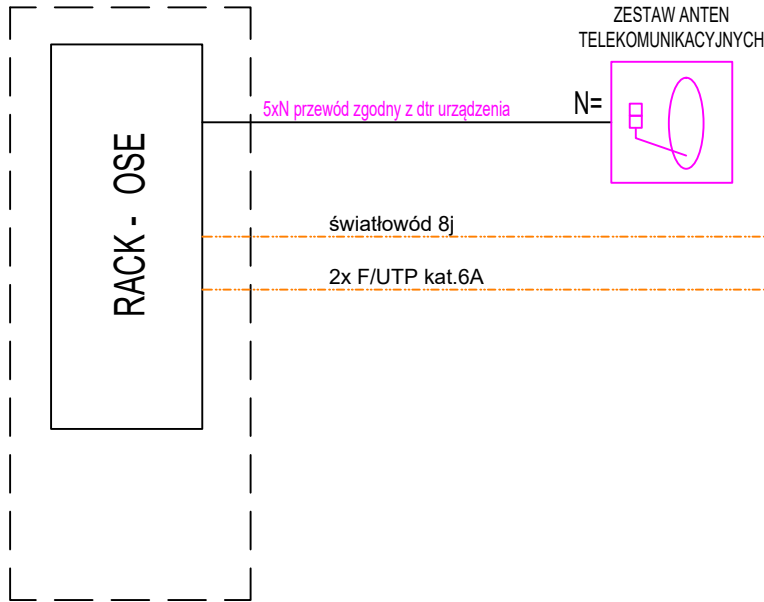 ZESTAW ANTEN
TELEKOMUNIKACYJNYCH
5xN przewód zgodny z dtr urządzenia
N=
RACK - OSE
światłowód 8j
2x F/UTP kat.6A